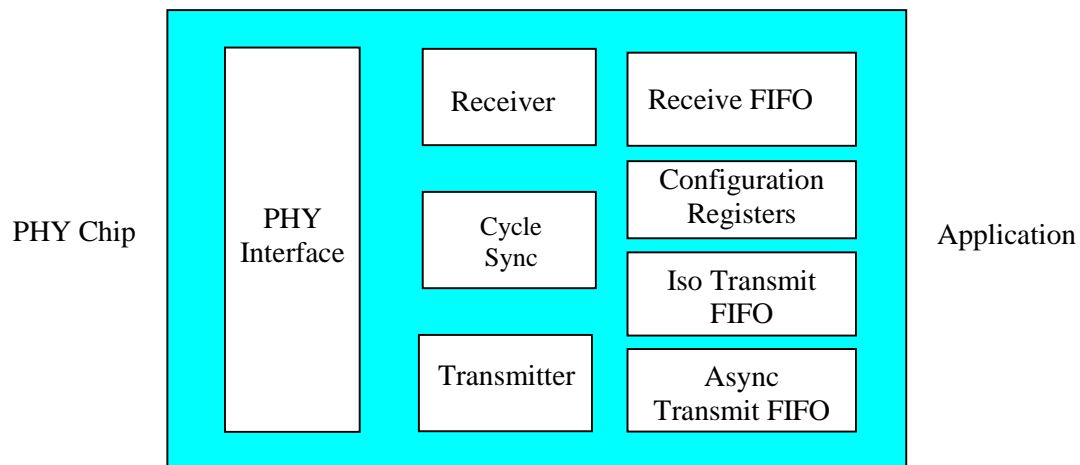 PHY Chip
PHY
Interface
Receiver
Cycle
Sync
Transmitter
Receive FIFO
Configuration
Registers
Iso Transmit
FIFO
Async
Transmit FIFO
Application